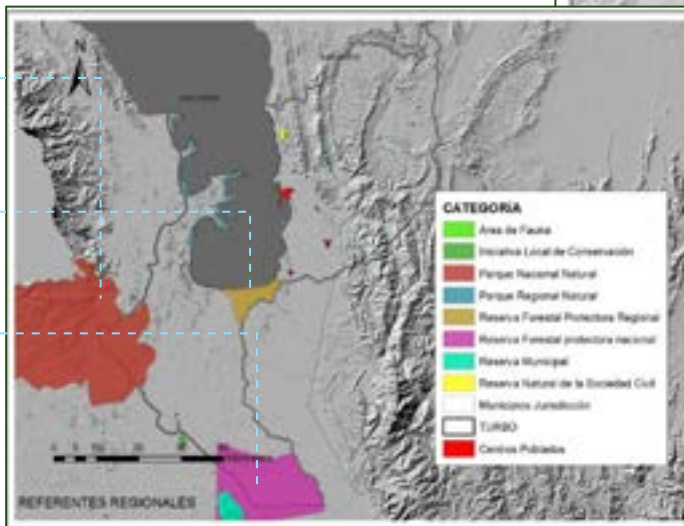 N
CATEGORIA
Area de Fauna
Iniciativa Local de Conservación
Parque Nacional Natural
Parque Regional Natural
Reserva Forestal Protectora Regional
Reserva Forestal protectora nacional
Reserva Municipal
Reserva Natural de la Sociedad Civil
Municipios Jurisdicción
TURBO
Centros Poblados
REFERENTES REGIONALES